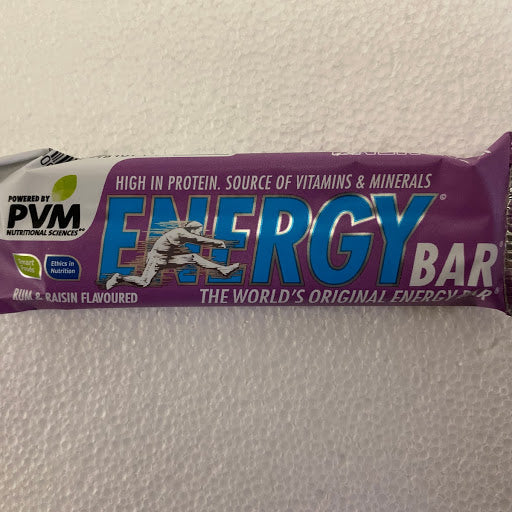 HIGH IN PROTEIN. SOURCE OF VITAMINS & MINERALS
POWERED BY
PVM
NUTRITIONAL SCIENCES™
ENERGY©
BAR®
Ethics in
Nutrition
RUM & RAISIN FLAVOURED
THE WORLD'S ORIGINAL ENERGY BAR®